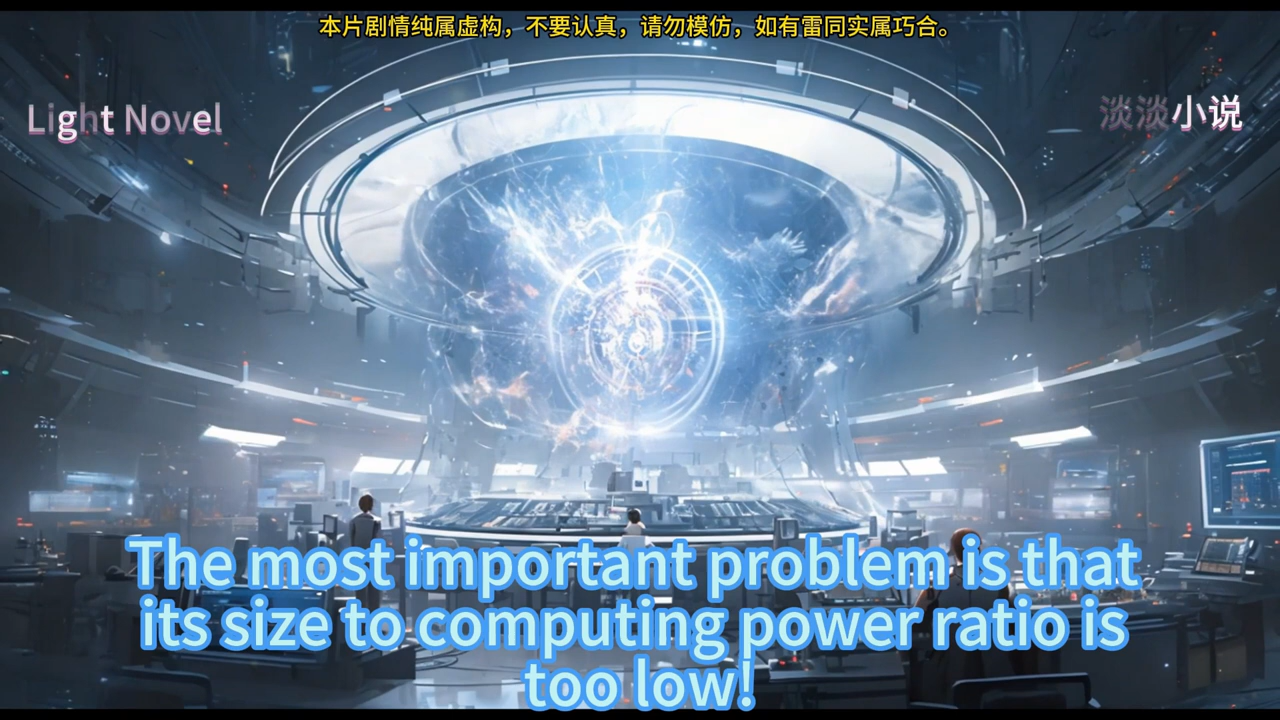 本片剧情纯属虚构，不要认真，请勿模仿，如有雷同实属巧合。
Light Novel
淡淡小说
The most important problem is that
its size to computing power ratio is
too low!